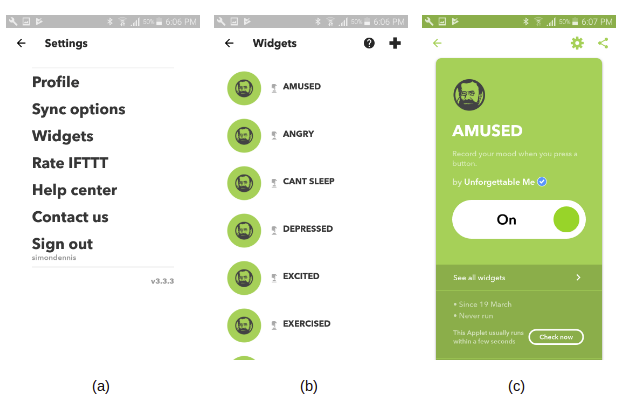 50% 6:06 PM
Settings
Profile
Sync options
Widgets
Rate IFTTT
Help center
Contact us
Sign out
simondennis
v3.3.3
(a)
50% 6:06 PM
Widgets
AMUSED
ANGRY
CANT SLEEP
DEPRESSED
EXCITED
EXERCISED
(b)
50% 6:07 PM
AMUSED
Record your mood when you press a
button.
by Unforgettable Me
On
See all widgets
• Since 19 March
• Never run
This Applet usually runs
within a few seconds
Check now
(c)